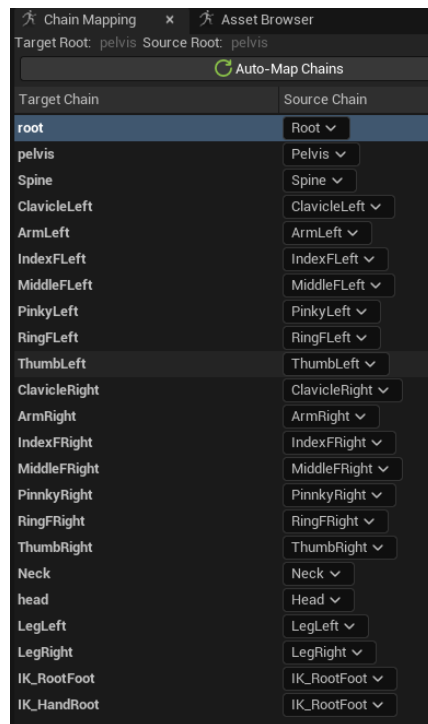 Chain Mapping × Asset Browser
Target Root: pelvis Source Root: pelvis
Auto-Map Chains
Target Chain Source Chain
root Root
pelvis Pelvis
Spine Spine
ClavicleLeft ClavicleLeft
ArmLeft ArmLeft
IndexFLeft IndexFLeft
MiddleFLeft MiddleFLeft
PinkyLeft PinkyLeft
RingFLeft RingFLeft
ThumbLeft ThumbLeft
ClavicleRight ClavicleRight
ArmRight ArmRight
IndexFRight IndexFRight
MiddleFRight MiddleFRight
PinnkyRight PinnkyRight
RingFRight RingFRight
ThumbRight ThumbRight
Neck Neck
head Head
LegLeft LegLeft
LegRight LegRight
IK_RootFoot IK_RootFoot
IK_HandRoot IK_RootFoot